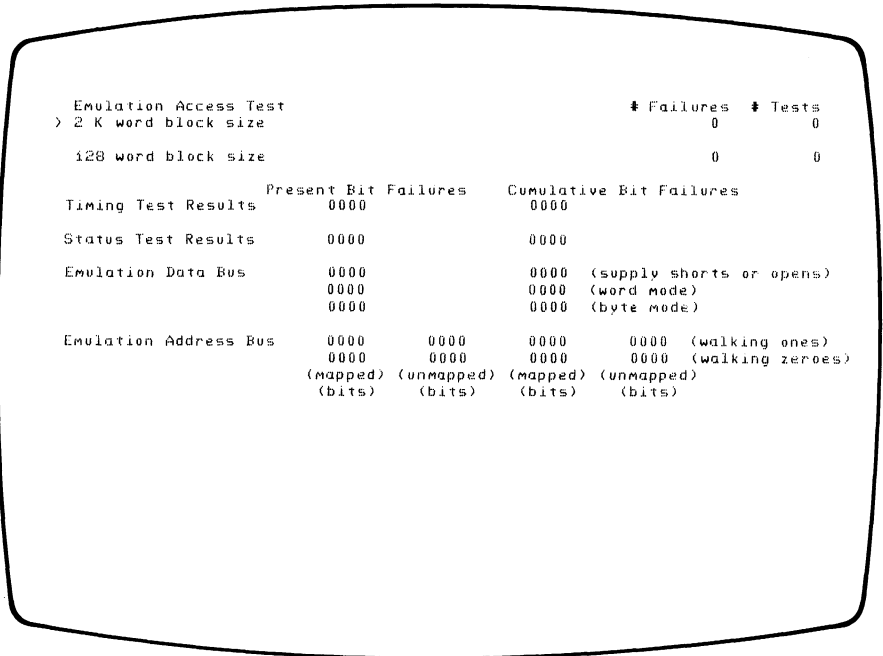 Emulation Access Test # Failures # Tests
> 2 K word block size 0 0
128 word block size 0 0
Present Bit Failures Cumulative Bit Failures
Timing Test Results 0000 0000
Status Test Results 0000 0000
Emulation Data Bus 0000 0000 (supply shorts or opens)
0000 0000 (word mode)
0000 0000 (byte mode)
Emulation Address Bus 0000 0000 0000 0000 (walking ones)
0000 0000 0000 0000 (walking zeroes)
(mapped) (unmapped) (mapped) (unmapped)
(bits) (bits) (bits) (bits)